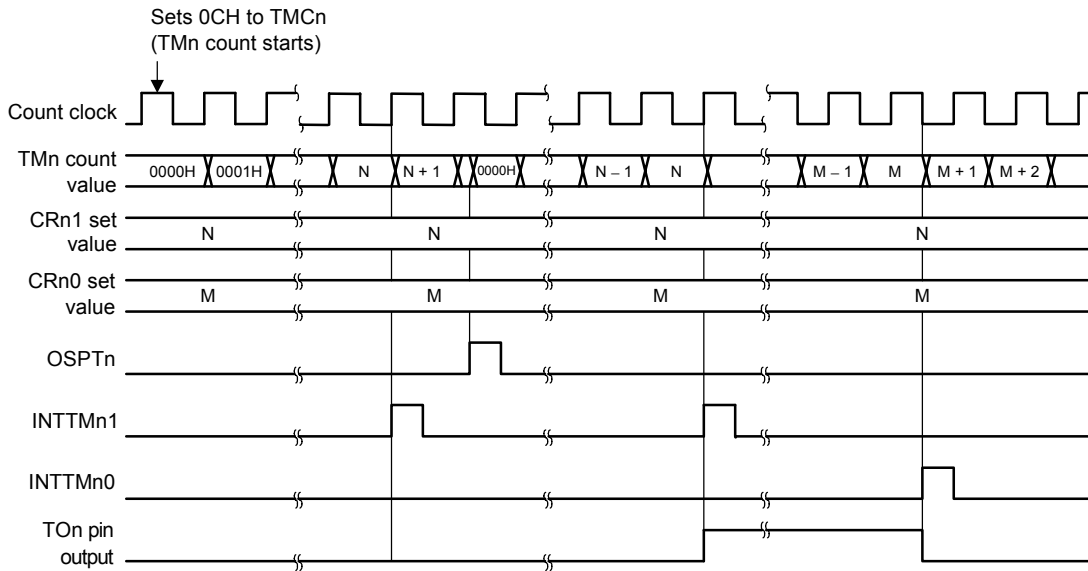 Sets 0CH to TMCn
(TMn count starts)
Count clock
TMn count
value
0000H 0001H N N + 1 0000H N – 1 N M – 1 M M + 1 M + 2
CRn1 set
value
N N N N
CRn0 set
value
M M M M
OSPTn
INTTMn1
INTTMn0
TOn pin
output